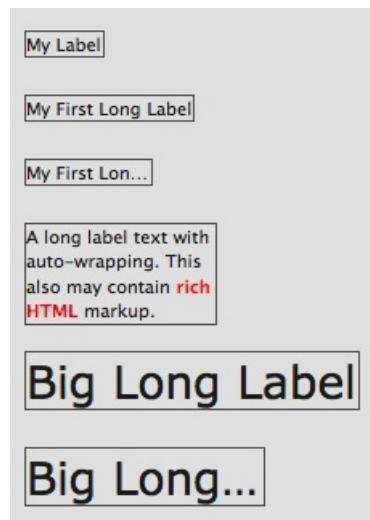 My Label
My First Long Label
My First Lon...
A long label text with
auto-wrapping. This
also may contain rich
HTML markup.
Big Long Label
Big Long...